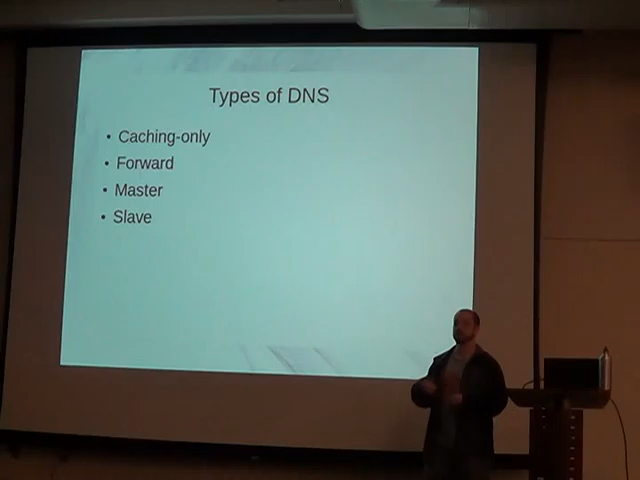 Types of DNS
• Caching-only
• Forward
• Master
• Slave